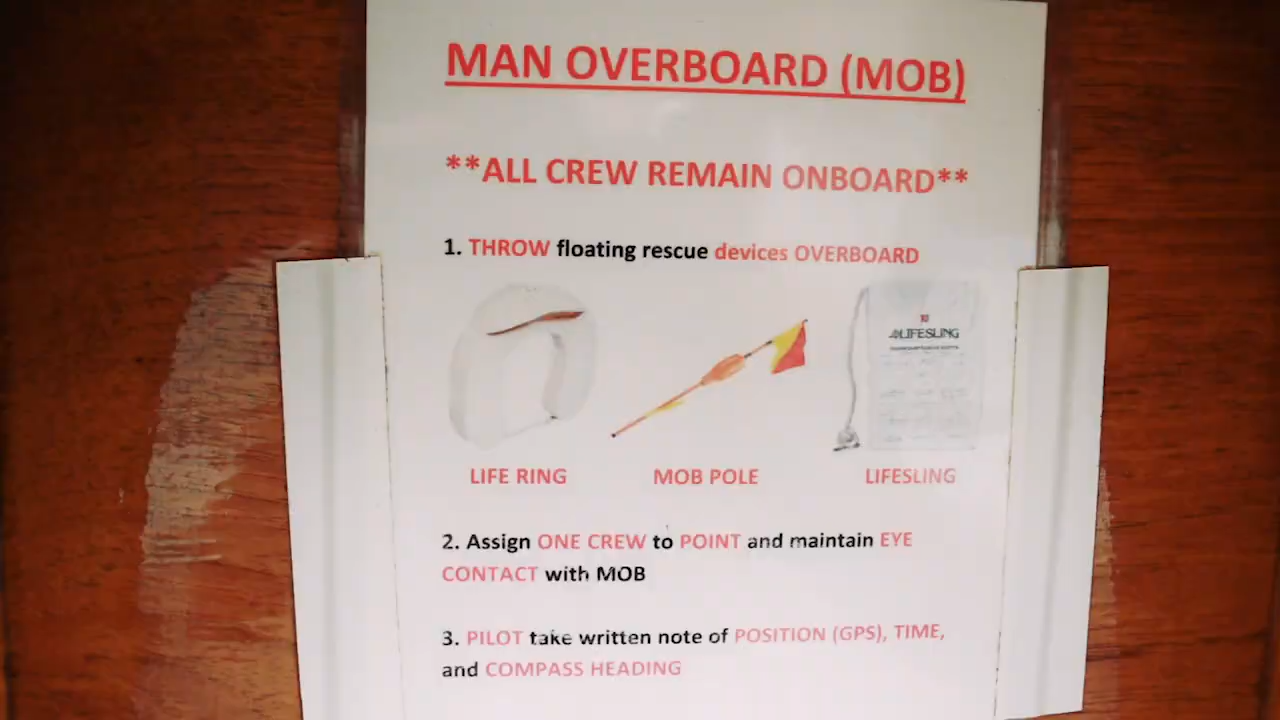 MAN OVERBOARD (MOB)
**ALL CREW REMAIN ONBOARD**
1. THROW floating rescue devices OVERBOARD
LIFESLING
LIFE RING
MOB POLE
LIFESLING
2. Assign ONE CREW to POINT and maintain EYE
CONTACT with MOB
3. PILOT take written note of POSITION (GPS), TIME,
and COMPASS HEADING